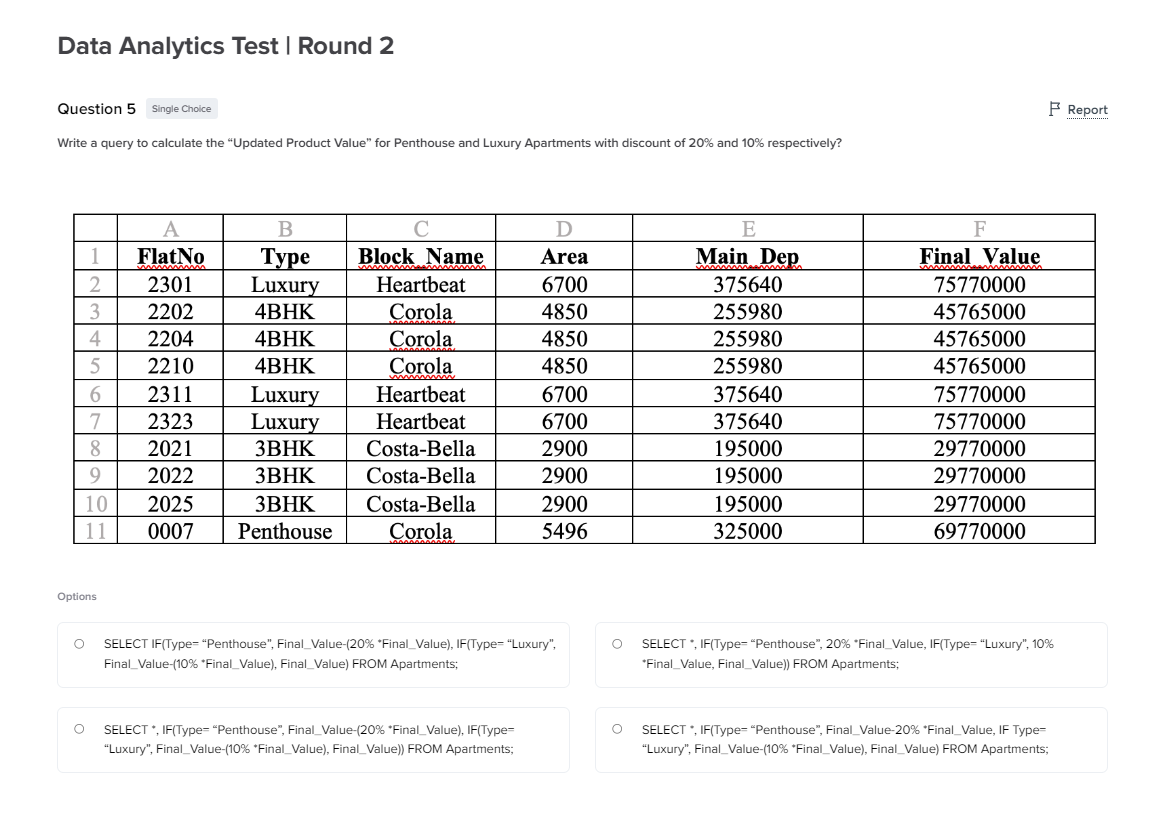 Data Analytics Test | Round 2
Question 5 Single Choice Report
Write a query to calculate the “Updated Product Value” for Penthouse and Luxury Apartments with discount of 20% and 10% respectively?
A B C D E F
1 FlatNo Type Block_Name Area Main_Dep Final_Value
2 2301 Luxury Heartbeat 6700 375640 75770000
3 2202 4BHK Corola 4850 255980 45765000
4 2204 4BHK Corola 4850 255980 45765000
5 2210 4BHK Corola 4850 255980 45765000
6 2311 Luxury Heartbeat 6700 375640 75770000
7 2323 Luxury Heartbeat 6700 375640 75770000
8 2021 3BHK Costa-Bella 2900 195000 29770000
9 2022 3BHK Costa-Bella 2900 195000 29770000
10 2025 3BHK Costa-Bella 2900 195000 29770000
11 0007 Penthouse Corola 5496 325000 69770000
Options
SELECT IF(Type= “Penthouse”, Final_Value-(20% *Final_Value), IF(Type= “Luxury”,
Final_Value-(10% *Final_Value), Final_Value) FROM Apartments;
SELECT *, IF(Type= “Penthouse”, 20% *Final_Value, IF(Type= “Luxury”, 10%
*Final_Value, Final_Value)) FROM Apartments;
SELECT *, IF(Type= “Penthouse”, Final_Value-(20% *Final_Value), IF(Type=
“Luxury”, Final_Value-(10% *Final_Value), Final_Value)) FROM Apartments;
SELECT *, IF(Type= “Penthouse”, Final_Value-20% *Final_Value, IF Type=
“Luxury”, Final_Value-(10% *Final_Value), Final_Value) FROM Apartments;